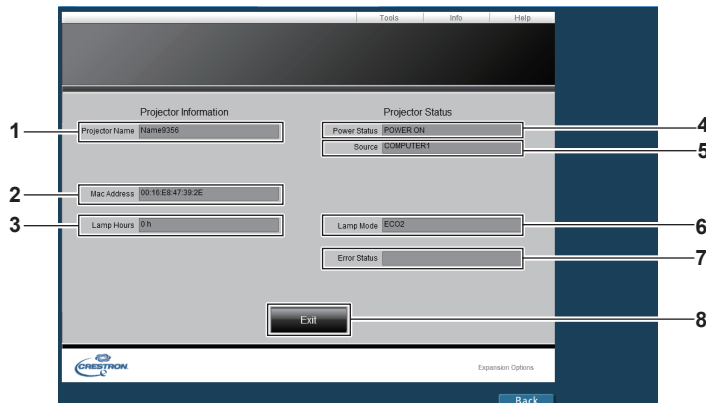 Tools Info Help
Projector Information Projector Status
1 Projector Name Name9356 Power Status POWER ON 4
Source COMPUTER1 5
2 Mac Address 00:16:E8:47:39:2E
3 Lamp Hours 0 h Lamp Mode ECO2 6
Error Status 7
Exit 8
CRESTRON Expansion Options
Back